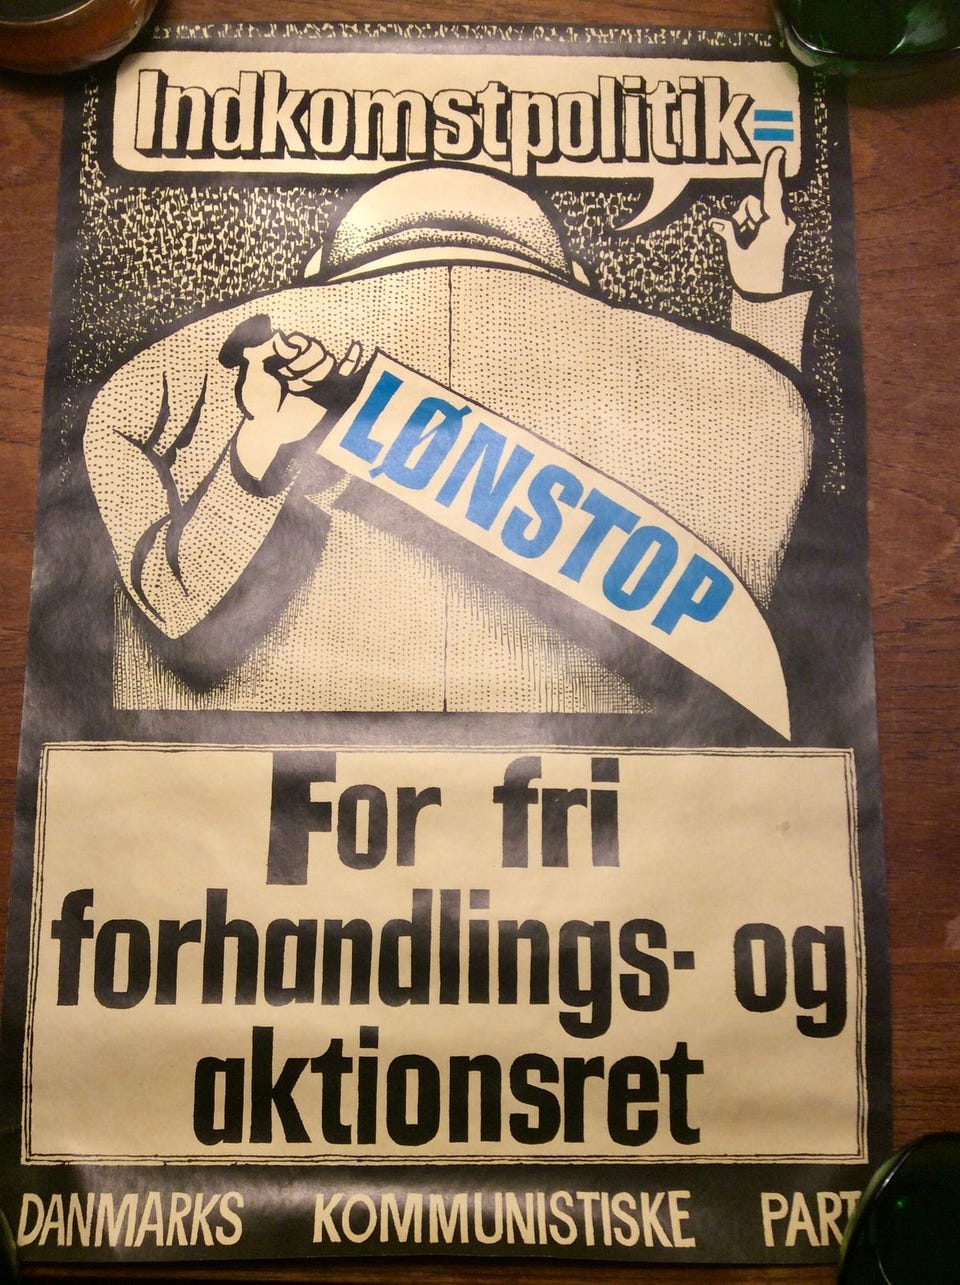 Indkomstpolitik=
LØNSTOP
For fri
forhandlings- og
aktionsret
DANMARKS KOMMUNISTISKE PART